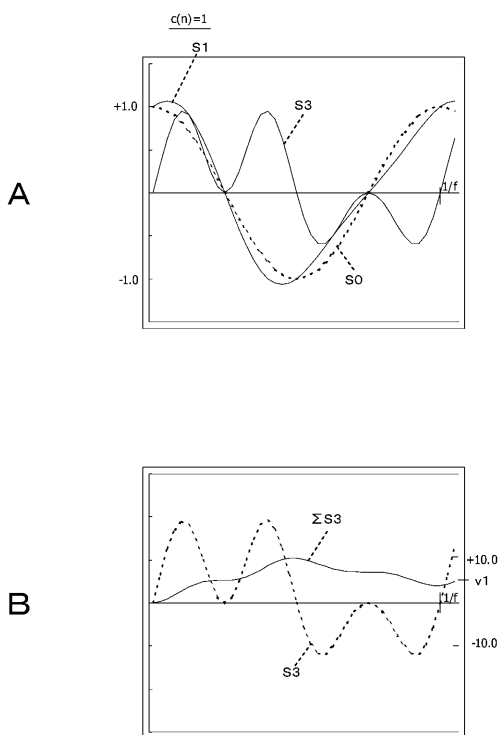 c(n)=1
S1
+1.0
S3
A
1/f
-1.0
S0
ΣS3
+10.0
v1
B
1/f
S3
-10.0